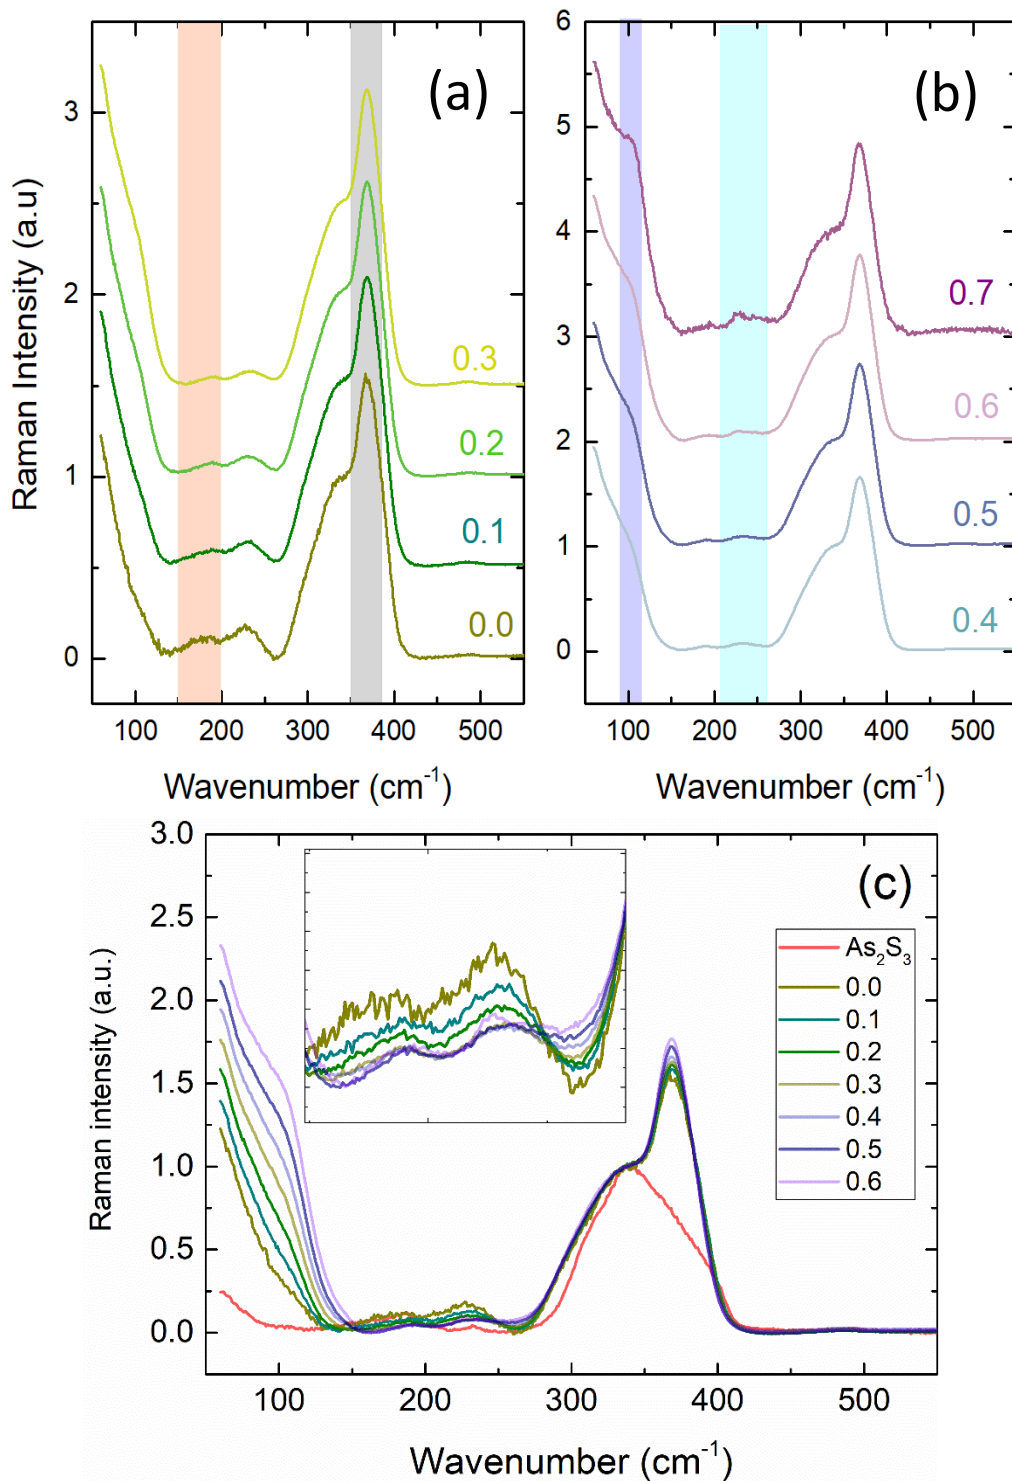 (a)
Raman Intensity (a.u)
3
2
1
0
0.3
0.2
0.1
0.0
100 200 300 400 500
Wavenumber (cm⁻¹)
(b)
6
5
4
3
2
1
0
0.7
0.6
0.5
0.4
100 200 300 400 500
Wavenumber (cm⁻¹)
(c)
Raman intensity (a.u.)
3.0
2.5
2.0
1.5
1.0
0.5
0.0
As₂S₃
0.0
0.1
0.2
0.3
0.4
0.5
0.6
100 200 300 400 500
Wavenumber (cm⁻¹)